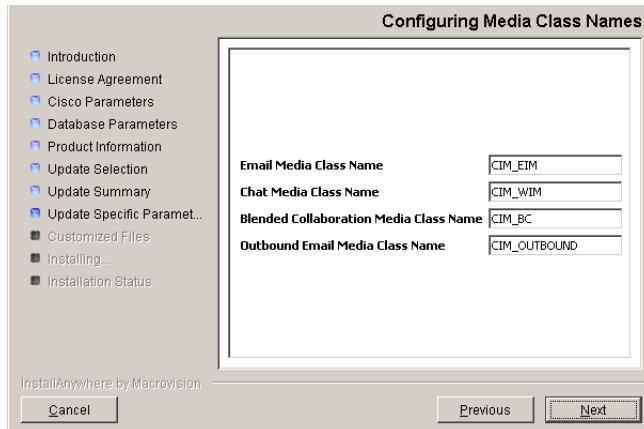 Configuring Media Class Names
Introduction
License Agreement
Cisco Parameters
Database Parameters
Product Information
Update Selection
Update Summary
Update Specific Paramet...
Customized Files
Installing...
Installation Status
Email Media Class Name CIM_EIM
Chat Media Class Name CIM_WIM
Blended Collaboration Media Class Name CIM_BC
Outbound Email Media Class Name CIM_OUTBOUND
InstallAnywhere by Macrovision
Cancel Previous Next